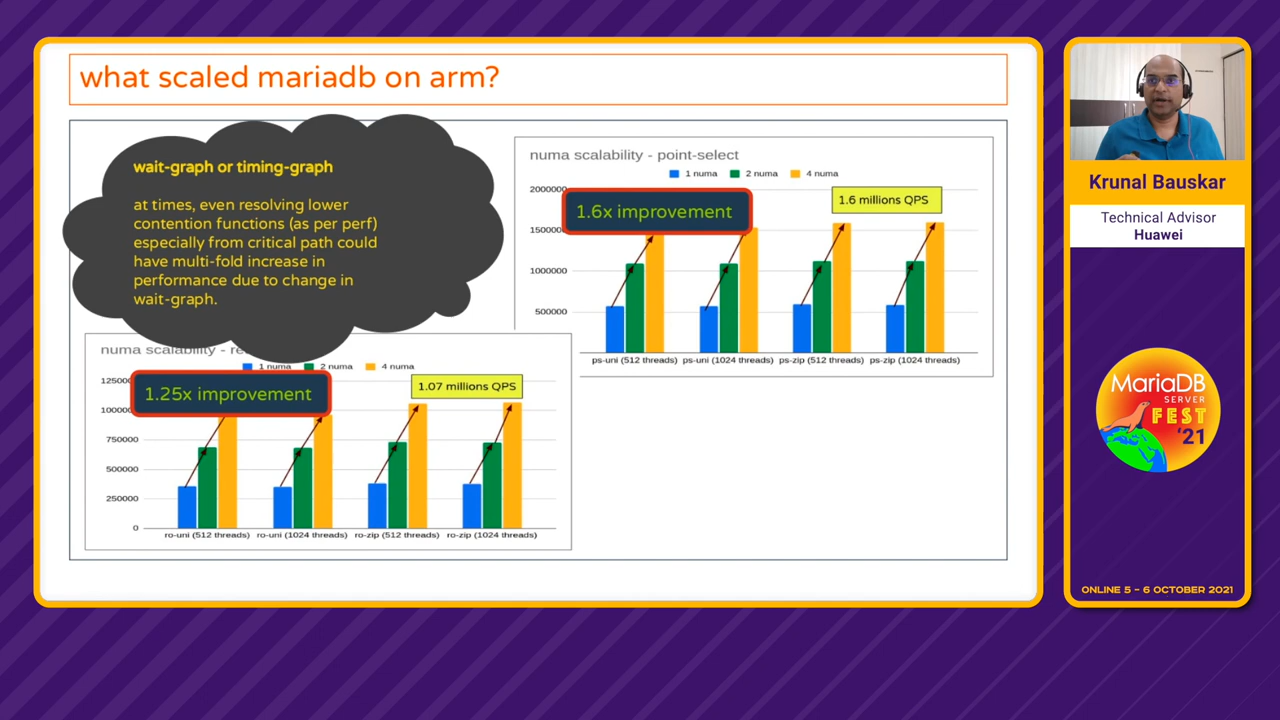 what scaled mariadb on arm?
wait-graph or timing-graph
at times, even resolving lower
contention functions (as per perf)
especially from critical path could
have multi-fold increase in
performance due to change in
wait-graph.
numa scalability - point-select
1 numa 2 numa 4 numa
2000000
1.6x improvement
1.6 millions QPS
1000000
500000
ps-uni (512 threads) ps-uni (1024 threads) ps-zip (512 threads) ps-zip (1024 threads)
numa scalability -
1 numa 2 numa 4 numa
1.25x improvement
1.07 millions QPS
750000
500000
250000
0
ro-uni (512 threads) ro-uni (1024 threads) ro-zip (512 threads) ro-zip (1024 threads)
Krunal Bauskar
Technical Advisor
Huawei
MariaDB
SERVER
FEST
'21
ONLINE 5 - 6 OCTOBER 2021